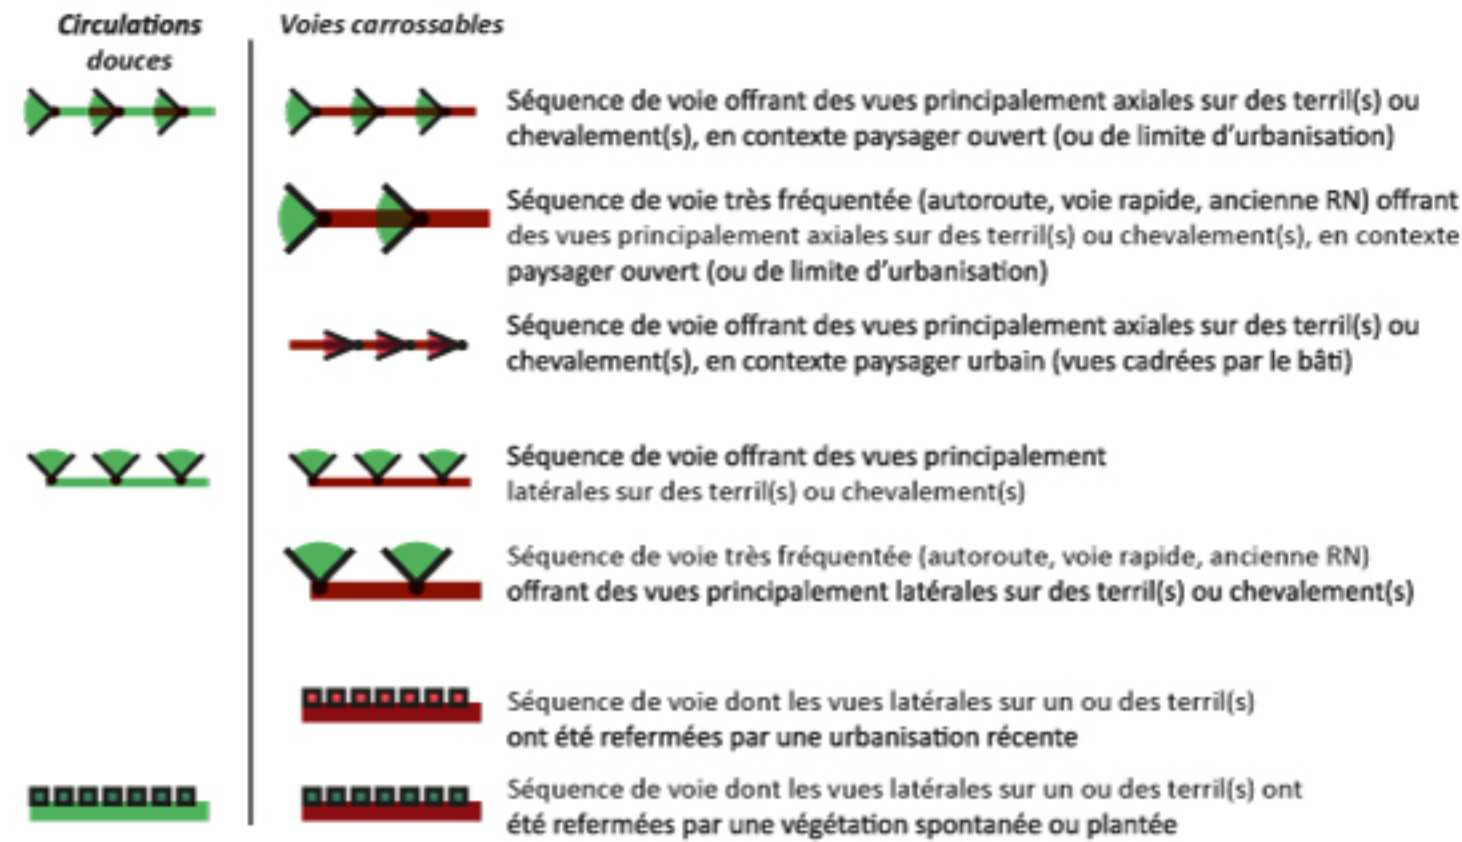 Circulations
douces
Voies carrossables
Séquence de voie offrant des vues principalement axiales sur des terril(s) ou
chevalement(s), en contexte paysager ouvert (ou de limite d'urbanisation)
Séquence de voie très fréquentée (autoroute, voie rapide, ancienne RN) offrant
des vues principalement axiales sur des terril(s) ou chevalement(s), en contexte
paysager ouvert (ou de limite d'urbanisation)
Séquence de voie offrant des vues principalement axiales sur des terril(s) ou
chevalement(s), en contexte paysager urbain (vues cadrées par le bâti)
Séquence de voie offrant des vues principalement
latérales sur des terril(s) ou chevalement(s)
Séquence de voie très fréquentée (autoroute, voie rapide, ancienne RN)
offrant des vues principalement latérales sur des terril(s) ou chevalement(s)
Séquence de voie dont les vues latérales sur un ou des terril(s)
ont été refermées par une urbanisation récente
Séquence de voie dont les vues latérales sur un ou des terril(s) ont
été refermées par une végétation spontanée ou plantée